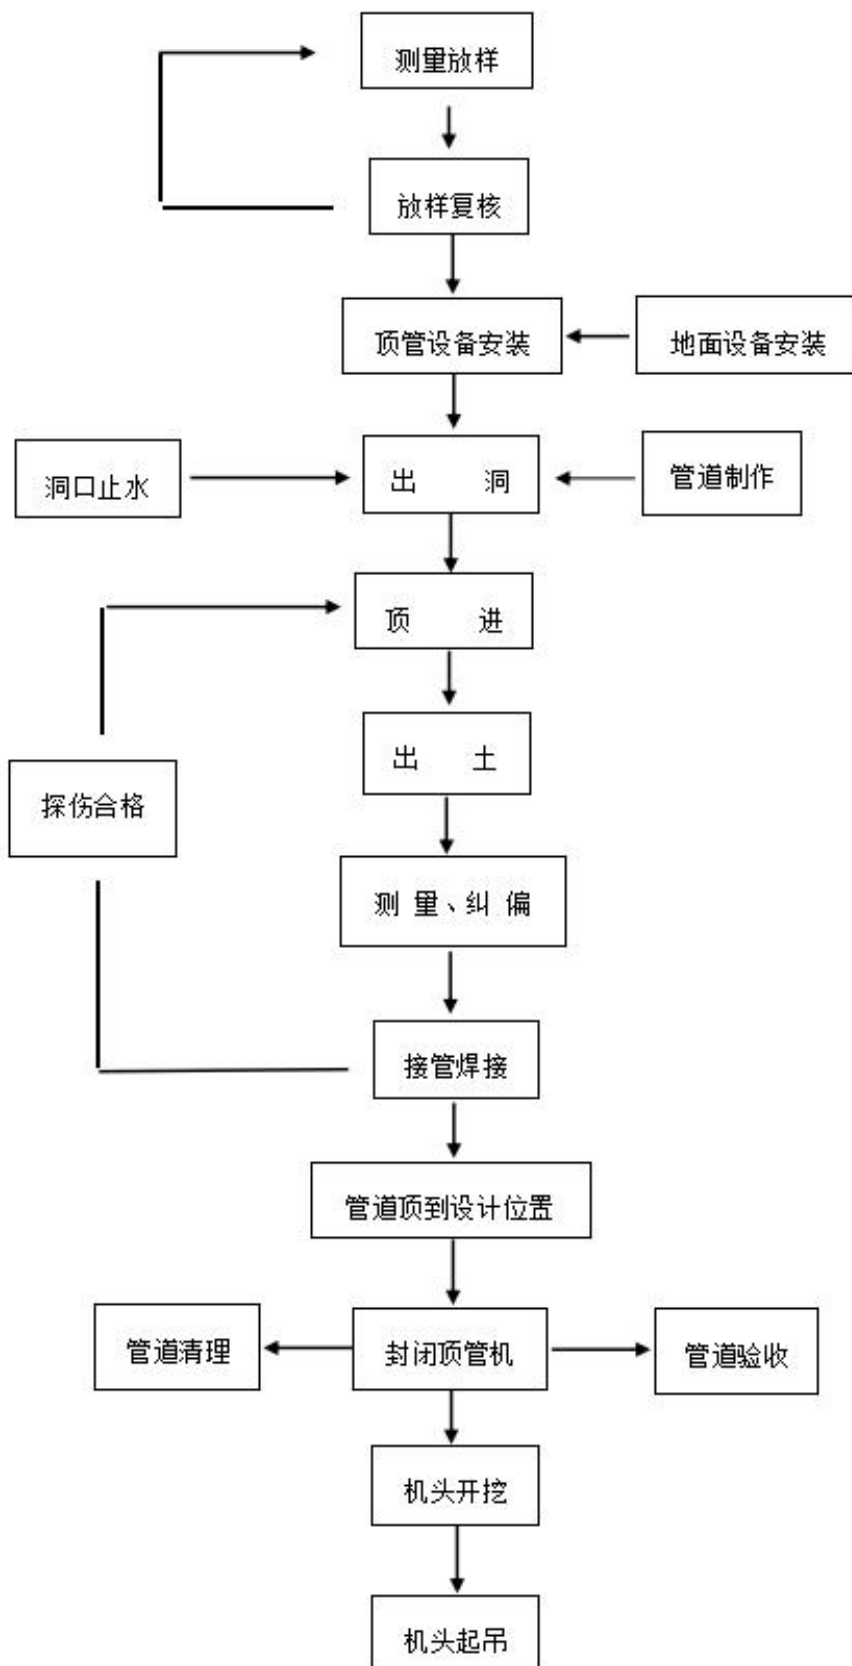 测量放样
放样复核
顶管设备安装
地面设备安装
洞口止水
出 洞
管道制作
顶 进
出 土
探伤合格
测 量、纠 偏
接管焊接
管道顶到设计位置
管道清理
封闭顶管机
管道验收
机头开挖
机头起吊